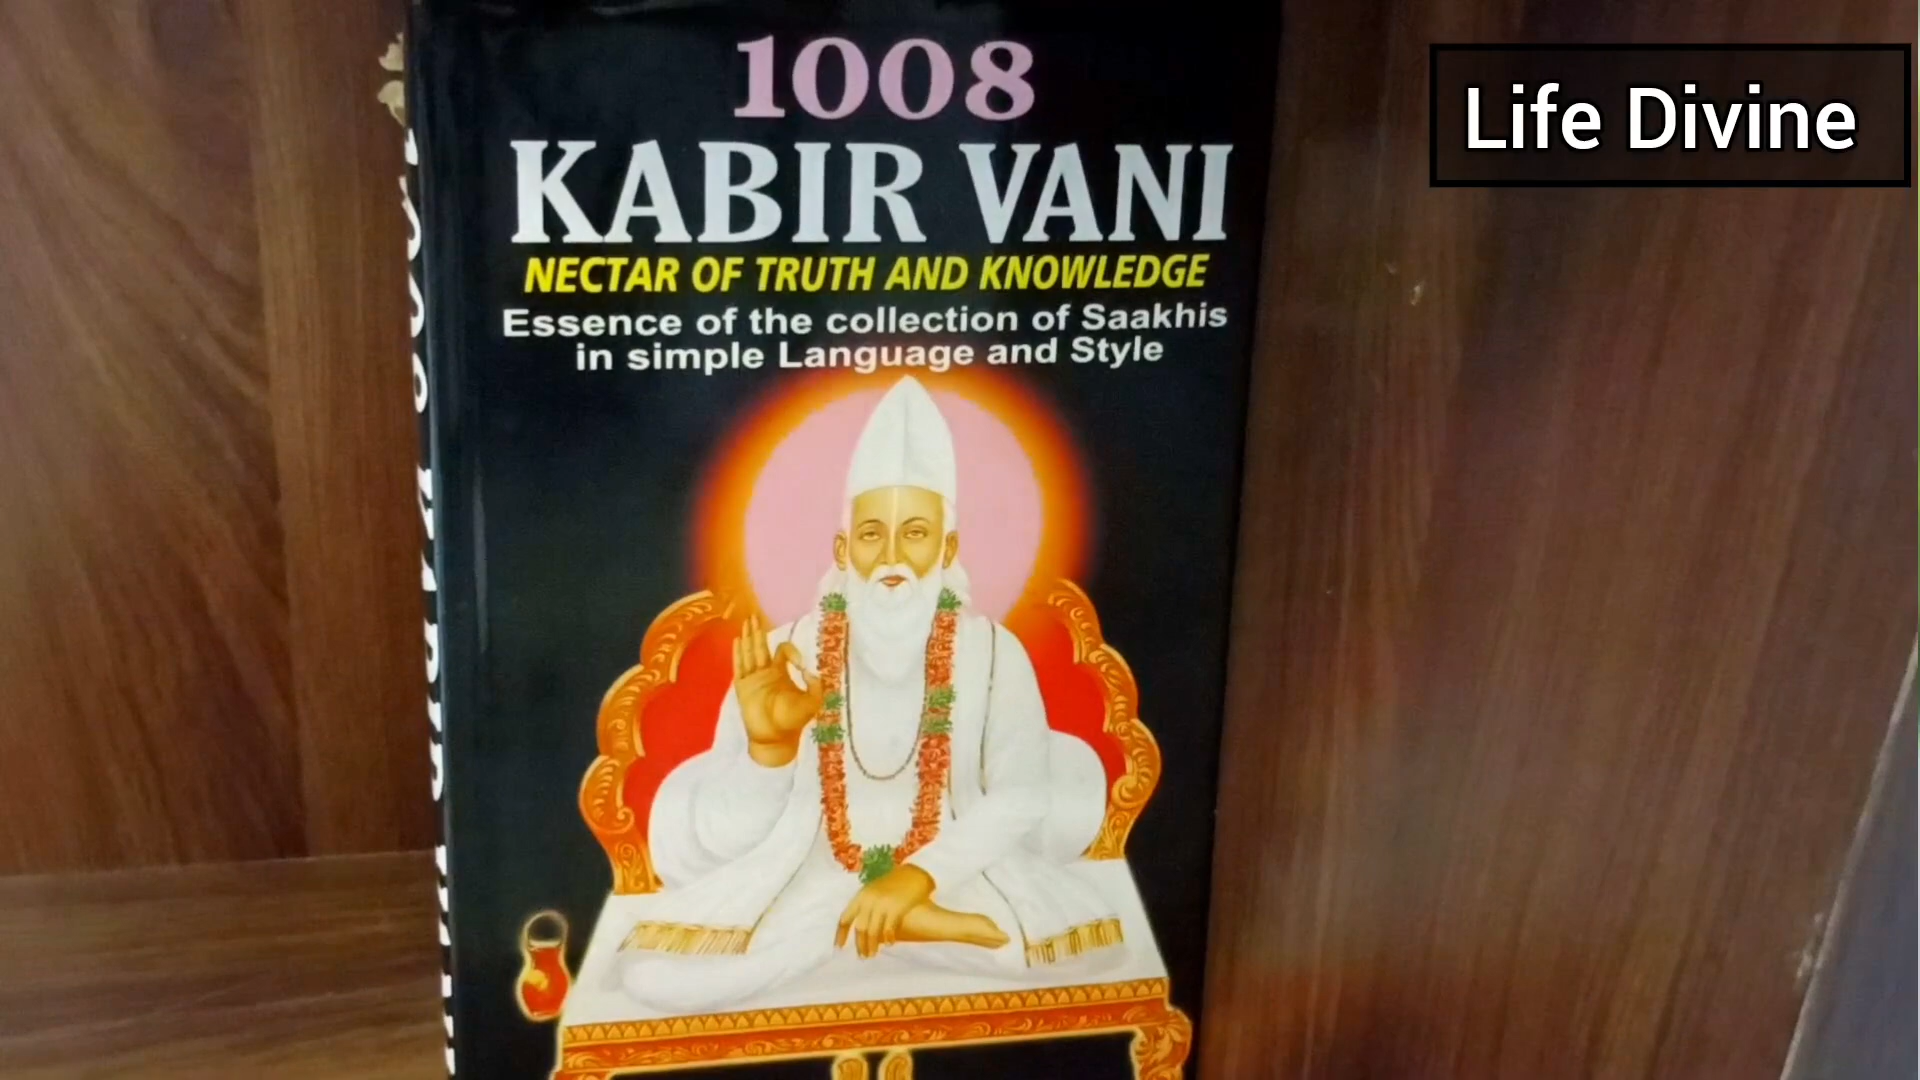 1008
KABIR VANI
NECTAR OF TRUTH AND KNOWLEDGE
Essence of the collection of Saakhis
in simple Language and Style
Life Divine